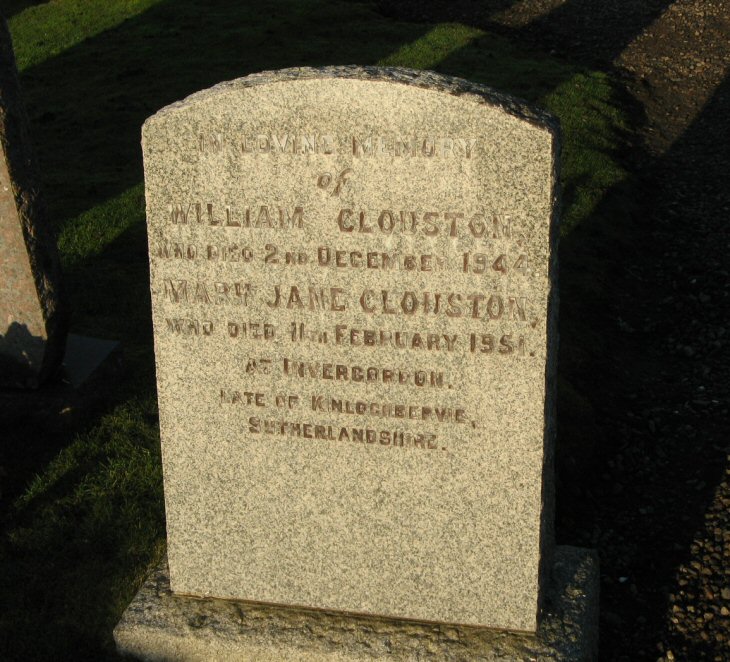 IN LOVING MEMORY
of
WILLIAM CLOUSTON,
WHO DIED 2ND DECEMBER 1944.
MARY JANE CLOUSTON,
WHO DIED, 11TH FEBRUARY 1951.
AT INVERGORDON.
LATE OF KINLOCHBERVIE,
SUTHERLANDSHIRE.